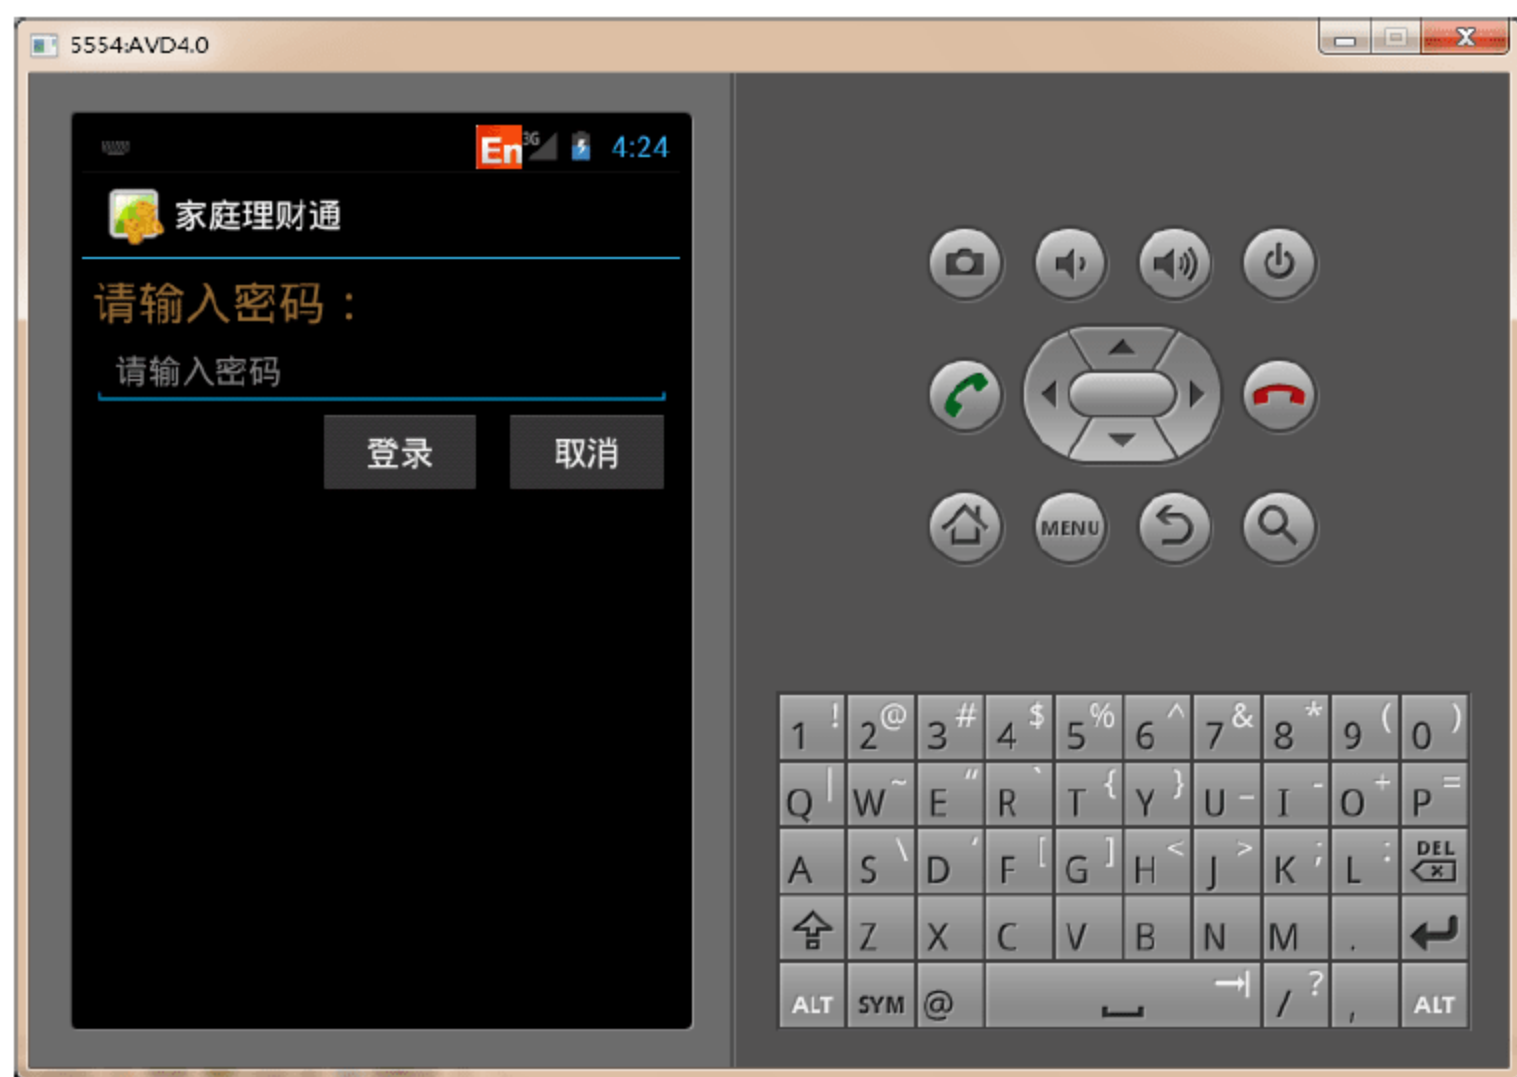 5554:AVD4.0
En 3G 4:24
家庭理财通
请输入密码：
请输入密码
登录 取消
MENU
1 ! 2 @ 3 # 4 $ 5 % 6 ^ 7 & 8 * 9 ( 0 )
Q | W ~ E " R ` T { Y } U _ I - O + P =
A S \ D ' F [ G ] H < J > K ; L : DEL
Z X C V B N M .
ALT SYM @ / ? , ALT